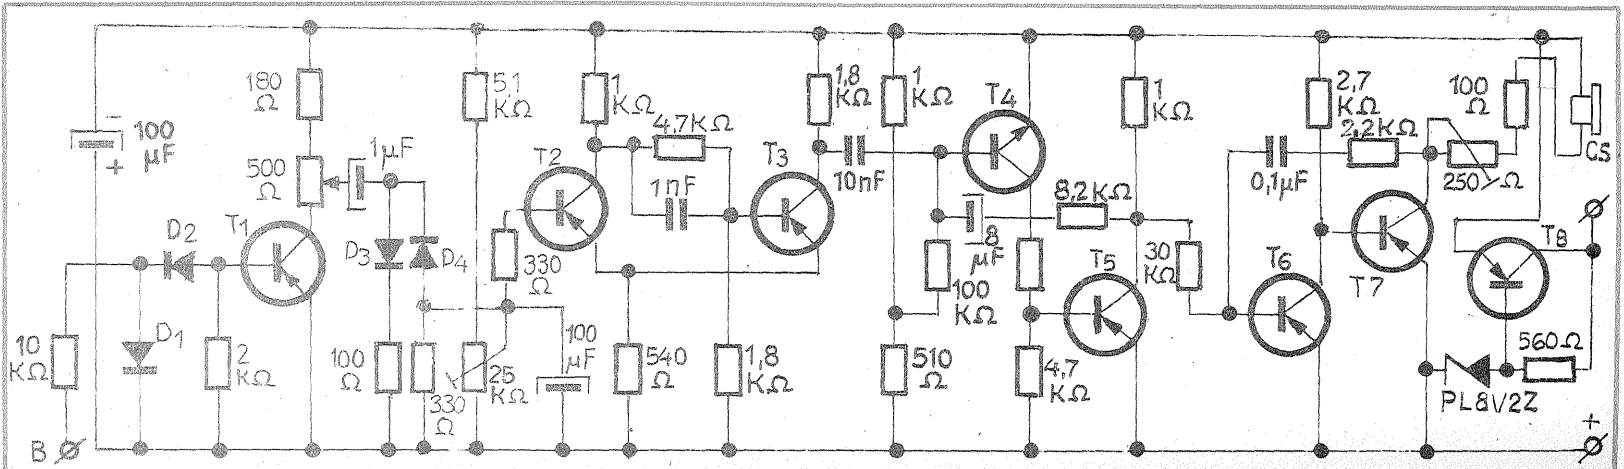 180
Ω
100
μF
−
+
500
Ω
1μF
T1
D2
D1
10
KΩ
2
KΩ
B
D3
D4
100
Ω
330
Ω
5,1
KΩ
25
KΩ
330
Ω
100
μF
T2
1
KΩ
4,7KΩ
1nF
540
Ω
1,8
KΩ
T3
1,8
KΩ
10nF
1
KΩ
510
Ω
100
KΩ
8
μF
T4
8,2KΩ
4,7
KΩ
T5
1
KΩ
30
KΩ
T6
0,1μF
2,7
KΩ
2,2KΩ
T7
250Ω
100
Ω
CS
T8
560Ω
PL8V2Z
+